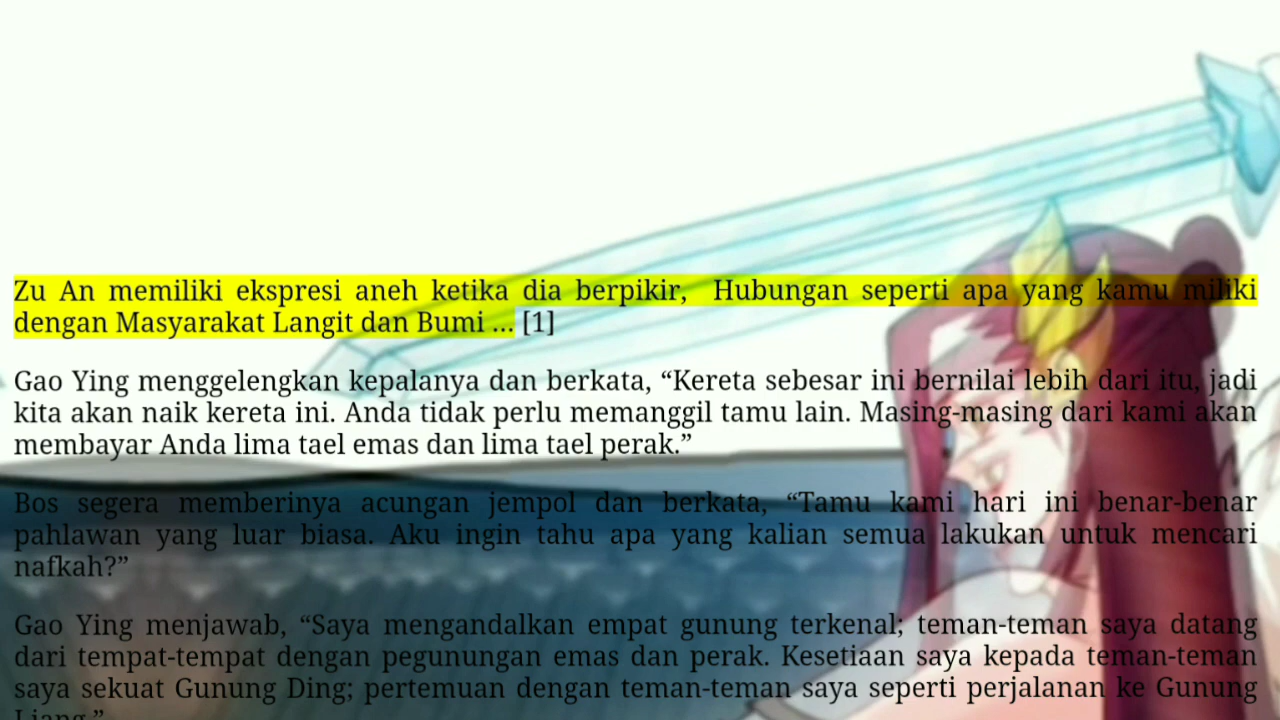 Zu An memiliki ekspresi aneh ketika dia berpikir, Hubungan seperti apa yang kamu miliki
dengan Masyarakat Langit dan Bumi ... [1]
Gao Ying menggelengkan kepalanya dan berkata, “Kereta sebesar ini bernilai lebih dari itu, jadi
kita akan naik kereta ini. Anda tidak perlu memanggil tamu lain. Masing-masing dari kami akan
membayar Anda lima tael emas dan lima tael perak.”
Bos segera memberinya acungan jempol dan berkata, “Tamu kami hari ini benar-benar
pahlawan yang luar biasa. Aku ingin tahu apa yang kalian semua lakukan untuk mencari
nafkah?”
Gao Ying menjawab, “Saya mengandalkan empat gunung terkenal; teman-teman saya datang
dari tempat-tempat dengan pegunungan emas dan perak. Kesetiaan saya kepada teman-teman
saya sekuat Gunung Ding; pertemuan dengan teman-teman saya seperti perjalanan ke Gunung
Liang.”